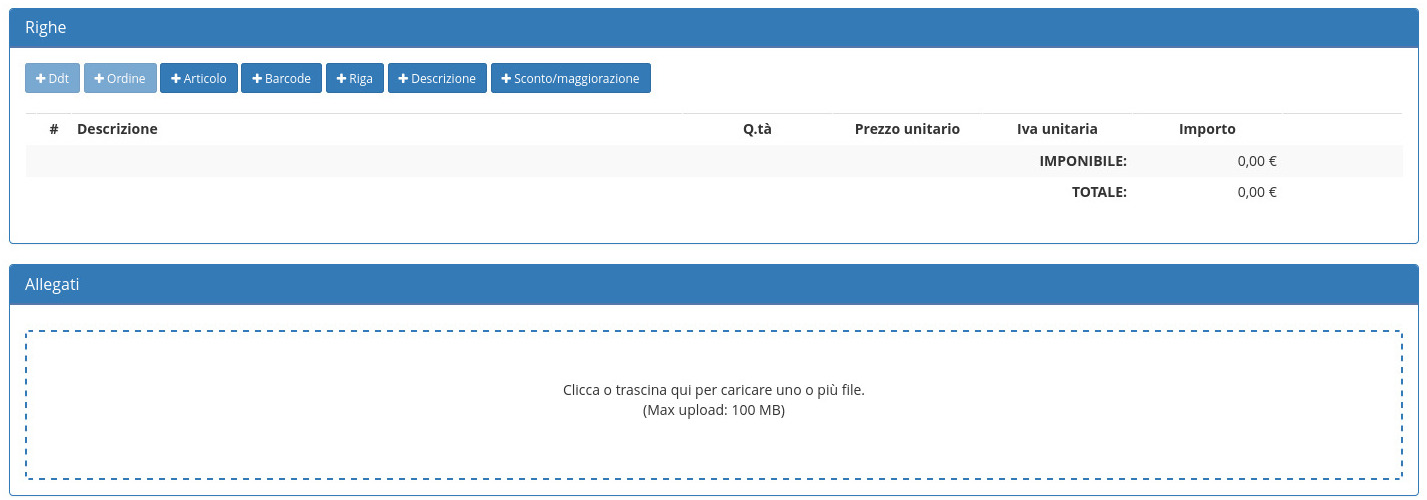 Righe
Ddt Ordine Articolo Barcode Riga Descrizione Sconto/maggiorazione
# Descrizione Q.tà Prezzo unitario Iva unitaria Importo
IMPONIBILE: 0,00 €
TOTALE: 0,00 €
Allegati
Clicca o trascina qui per caricare uno o più file.
(Max upload: 100 MB)